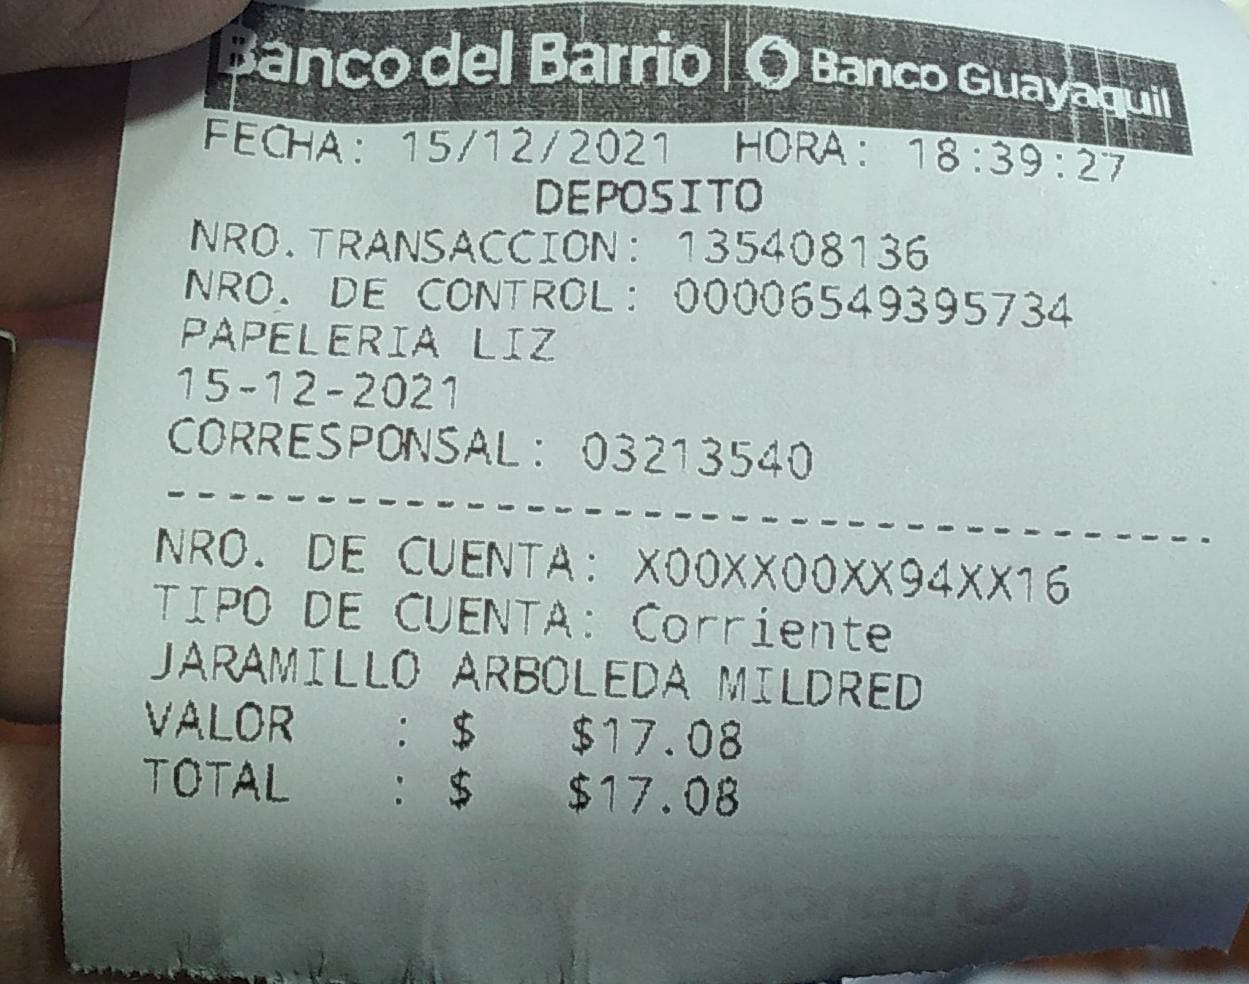 Banco del Barrio | Banco Guayaquil
FECHA: 15/12/2021 HORA: 18:39:27
DEPOSITO
NRO.TRANSACCION: 135408136
NRO. DE CONTROL: 00006549395734
PAPELERIA LIZ
15-12-2021
CORRESPONSAL: 03213540
-----------------------------------
NRO. DE CUENTA: X00XX00XX94XX16
TIPO DE CUENTA: Corriente
JARAMILLO ARBOLEDA MILDRED
VALOR : $ $17.08
TOTAL : $ $17.08